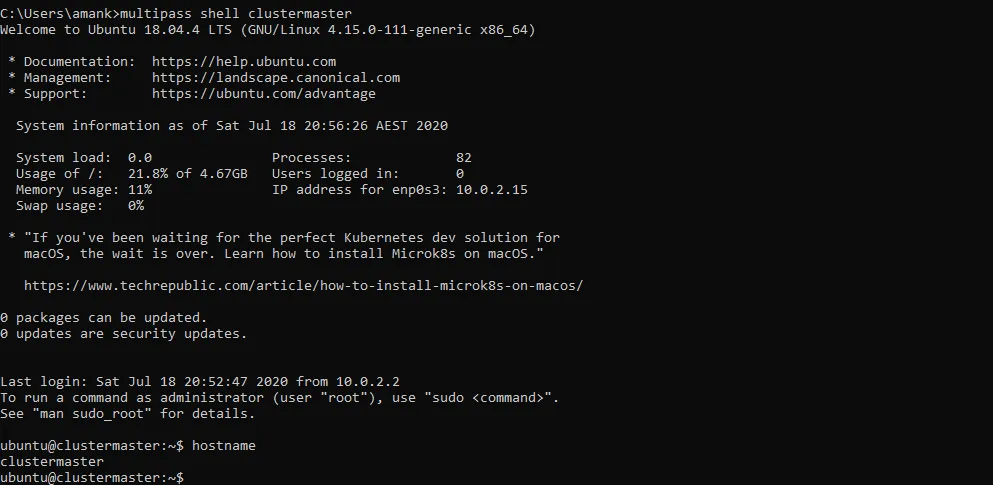 C:\Users\amank>multipass shell clustermaster
Welcome to Ubuntu 18.04.4 LTS (GNU/Linux 4.15.0-111-generic x86_64)
* Documentation:  https://help.ubuntu.com
* Management:     https://landscape.canonical.com
* Support:        https://ubuntu.com/advantage
System information as of Sat Jul 18 20:56:26 AEST 2020
System load:  0.0               Processes:             82
Usage of /:   21.8% of 4.67GB   Users logged in:       0
Memory usage: 11%               IP address for enp0s3: 10.0.2.15
Swap usage:   0%
* "If you've been waiting for the perfect Kubernetes dev solution for
macOS, the wait is over. Learn how to install Microk8s on macOS."
https://www.techrepublic.com/article/how-to-install-microk8s-on-macos/
0 packages can be updated.
0 updates are security updates.
Last login: Sat Jul 18 20:52:47 2020 from 10.0.2.2
To run a command as administrator (user "root"), use "sudo <command>".
See "man sudo_root" for details.
ubuntu@clustermaster:~$ hostname
clustermaster
ubuntu@clustermaster:~$